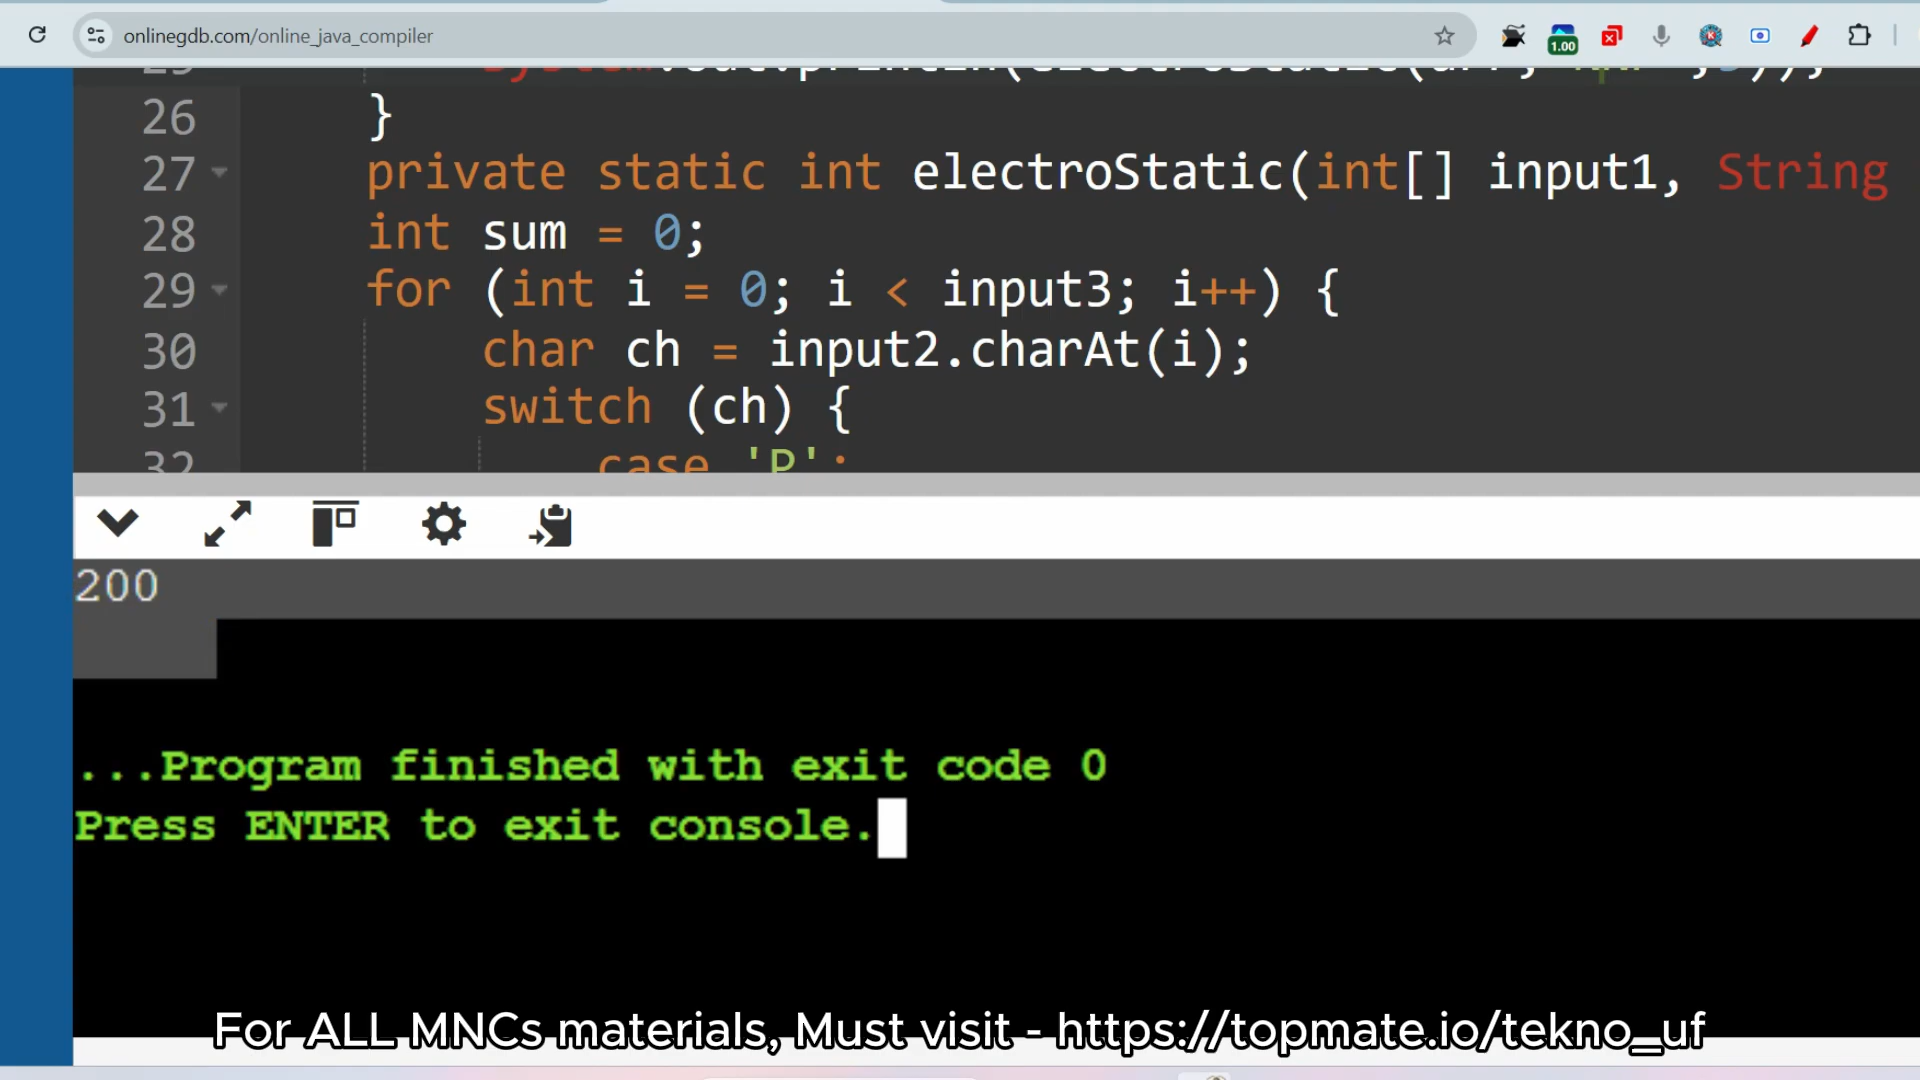 onlinegdb.com/online_java_compiler
1.00
26 }
27 private static int electroStatic(int[] input1, String
28 int sum = 0;
29 for (int i = 0; i < input3; i++) {
30 char ch = input2.charAt(i);
31 switch (ch) {
32 case 'P':
200
...Program finished with exit code 0
Press ENTER to exit console.
For ALL MNCs materials, Must visit - https://topmate.io/tekno_uf